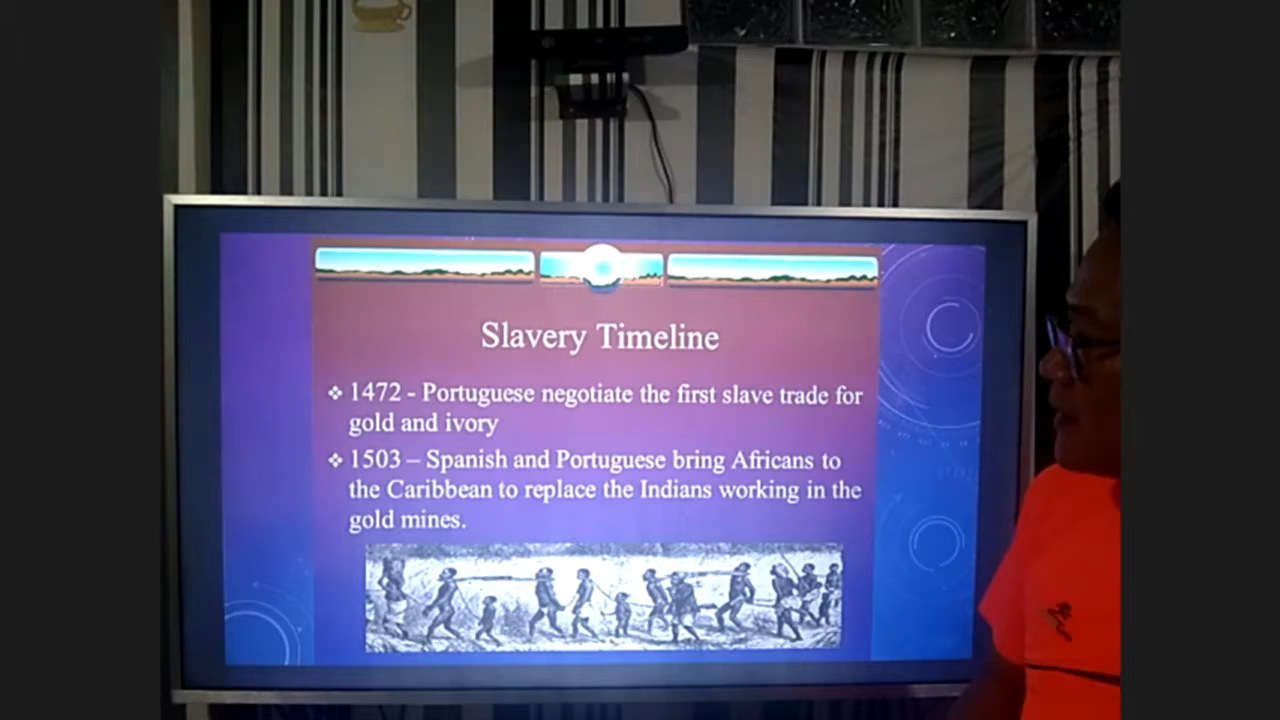 Slavery Timeline
❖ 1472 - Portuguese negotiate the first slave trade for
gold and ivory
❖ 1503 – Spanish and Portuguese bring Africans to
the Caribbean to replace the Indians working in the
gold mines.